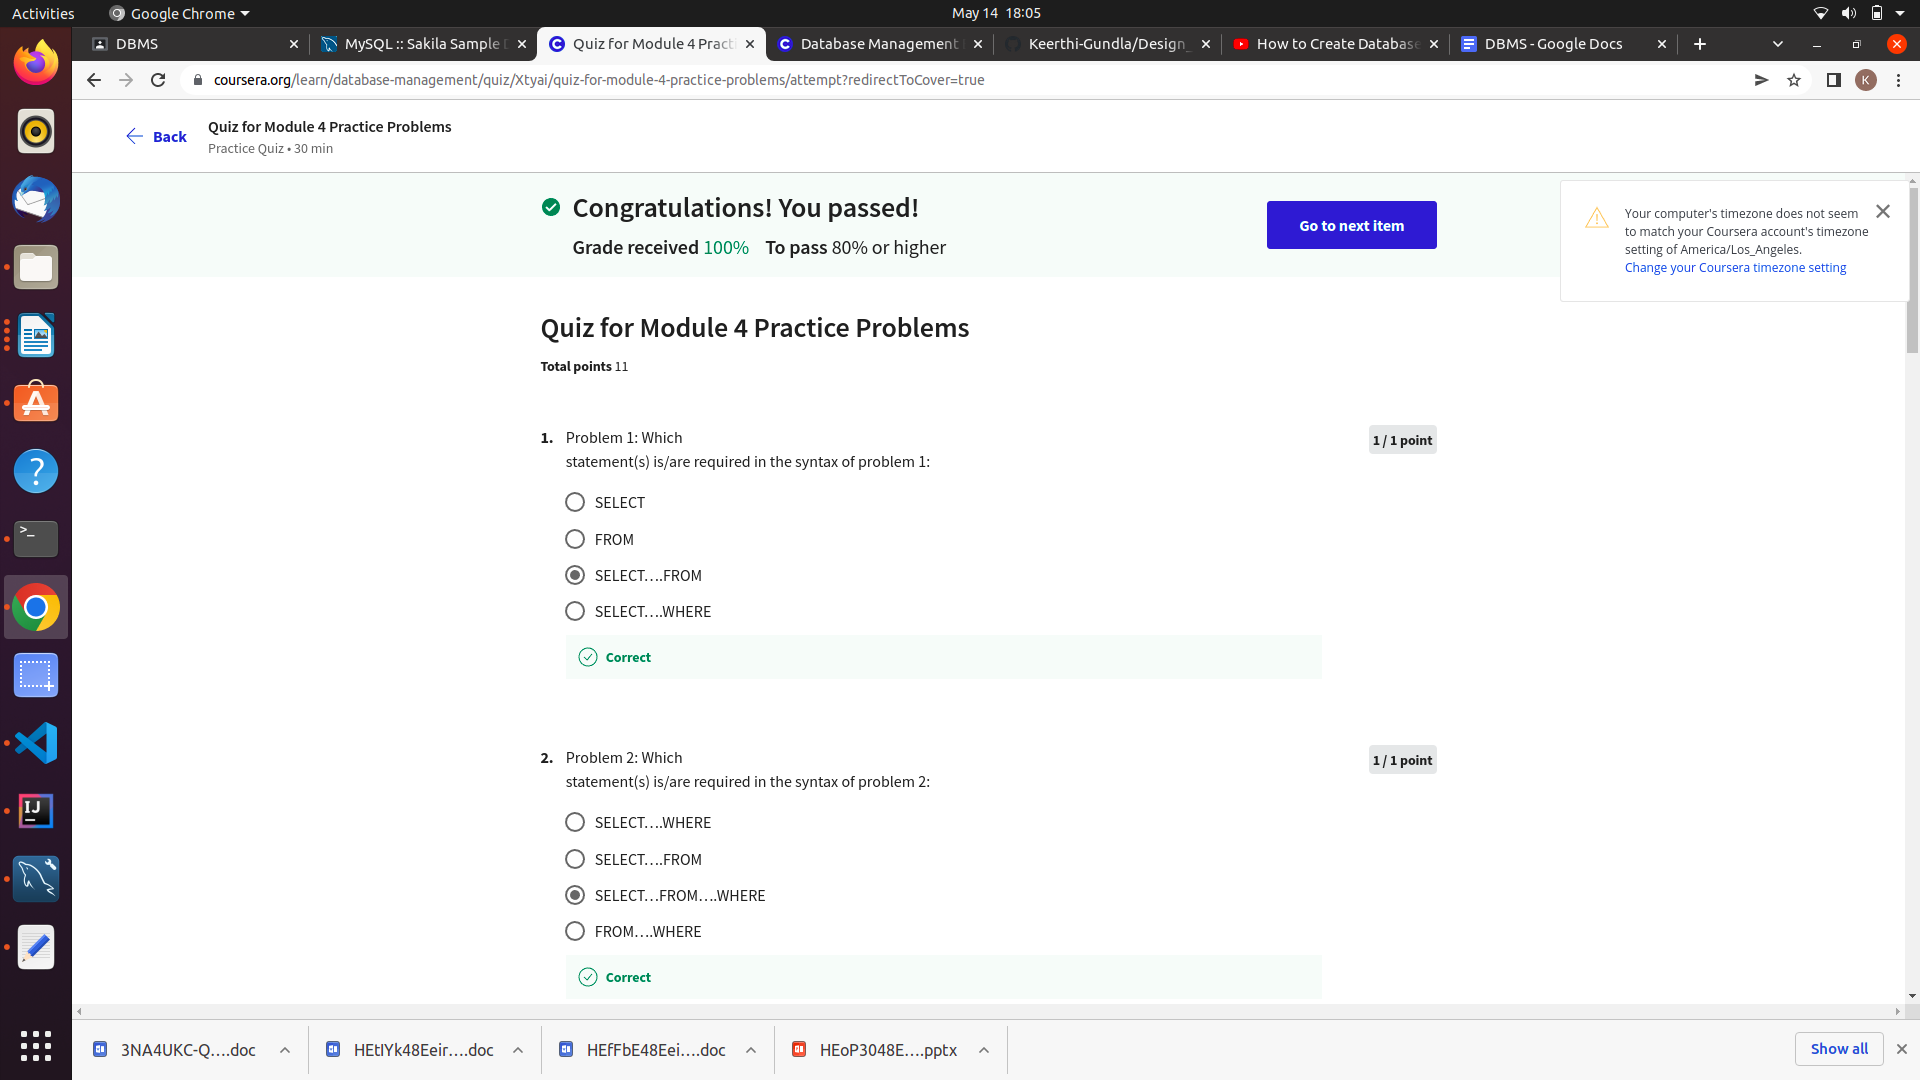 Activities
Google Chrome
May 14 18:05
DBMS
MySQL :: Sakila Sample D
Quiz for Module 4 Practi
Database Management
Keerthi-Gundla/Design_
How to Create Database
DBMS - Google Docs
coursera.org/learn/database-management/quiz/Xtyai/quiz-for-module-4-practice-problems/attempt?redirectToCover=true
K
Back
Quiz for Module 4 Practice Problems
Practice Quiz • 30 min
Congratulations! You passed!
Grade received 100% To pass 80% or higher
Go to next item
Your computer's timezone does not seem
to match your Coursera account's timezone
setting of America/Los_Angeles.
Change your Coursera timezone setting
Quiz for Module 4 Practice Problems
Total points 11
1. Problem 1: Which
statement(s) is/are required in the syntax of problem 1:
1 / 1 point
SELECT
FROM
SELECT….FROM
SELECT….WHERE
Correct
2. Problem 2: Which
statement(s) is/are required in the syntax of problem 2:
1 / 1 point
SELECT….WHERE
SELECT….FROM
SELECT…FROM….WHERE
FROM….WHERE
Correct
3NA4UKC-Q....doc
HEtIYk48Eeir....doc
HEfFbE48Eei....doc
HEoP3048E....pptx
Show all